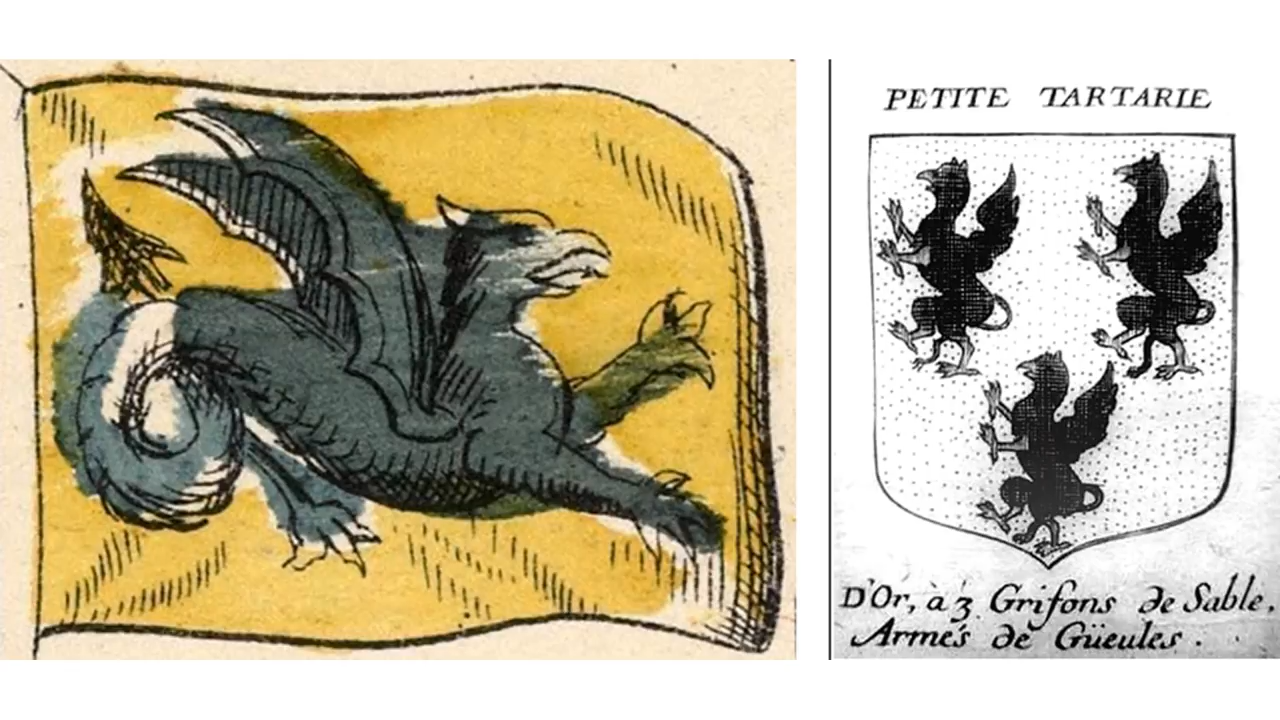 PETITE TARTARIE
D'Or, à 3 Grifons de Sable,
Armés de Güeules.